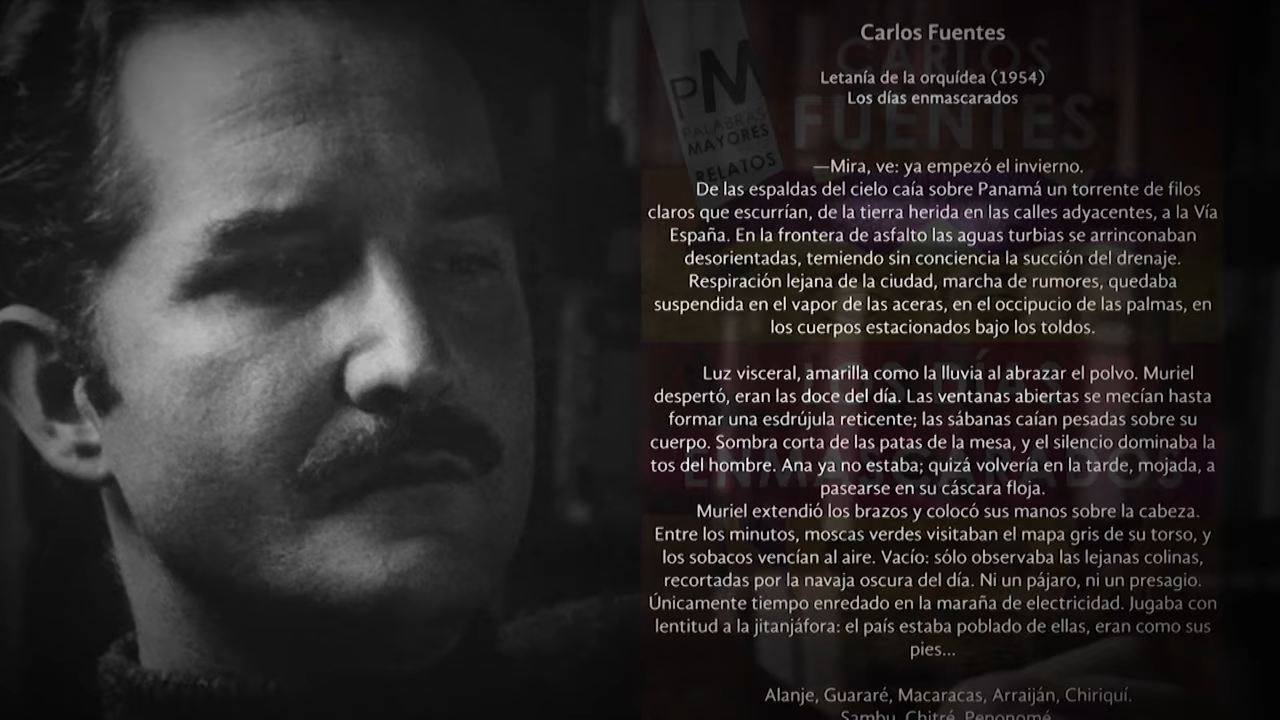 Carlos Fuentes
Letanía de la orquídea (1954)
Los días enmascarados
—Mira, ve: ya empezó el invierno.
De las espaldas del cielo caía sobre Panamá un torrente de filos
claros que escurrían, de la tierra herida en las calles adyacentes, a la Vía
España. En la frontera de asfalto las aguas turbias se arrinconaban
desorientadas, temiendo sin conciencia la succión del drenaje.
Respiración lejana de la ciudad, marcha de rumores, quedaba
suspendida en el vapor de las aceras, en el occipucio de las palmas, en
los cuerpos estacionados bajo los toldos.
Luz visceral, amarilla como la lluvia al abrazar el polvo. Muriel
despertó, eran las doce del día. Las ventanas abiertas se mecían hasta
formar una esdrújula reticente; las sábanas caían pesadas sobre su
cuerpo. Sombra corta de las patas de la mesa, y el silencio dominaba la
tos del hombre. Ana ya no estaba; quizá volvería en la tarde, mojada, a
pasearse en su cáscara floja.
Muriel extendió los brazos y colocó sus manos sobre la cabeza.
Entre los minutos, moscas verdes visitaban el mapa gris de su torso, y
los sobacos vencían al aire. Vacío: sólo observaba las lejanas colinas,
recortadas por la navaja oscura del día. Ni un pájaro, ni un presagio.
Únicamente tiempo enredado en la maraña de electricidad. Jugaba con
lentitud a la jitanjáfora: el país estaba poblado de ellas, eran como sus
pies...
Alanje, Guararé, Macaracas, Arraiján, Chiriquí.
Sambu, Chitré, Penonomé
PM
PALABRAS
MAYORES
RELATOS
CARLOS
FUENTES
LOS DÍAS
ENMASCARADOS